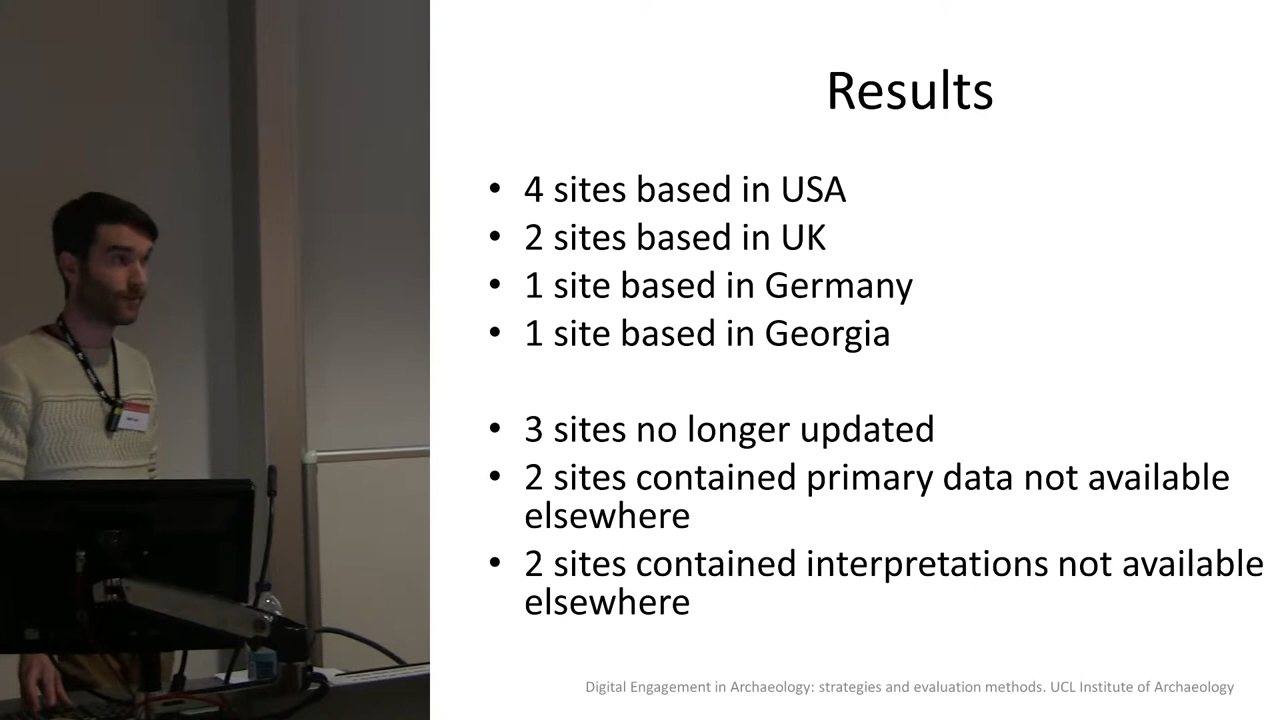 Results
• 4 sites based in USA
• 2 sites based in UK
• 1 site based in Germany
• 1 site based in Georgia
• 3 sites no longer updated
• 2 sites contained primary data not available
elsewhere
• 2 sites contained interpretations not available
elsewhere
Digital Engagement in Archaeology: strategies and evaluation methods. UCL Institute of Archaeology